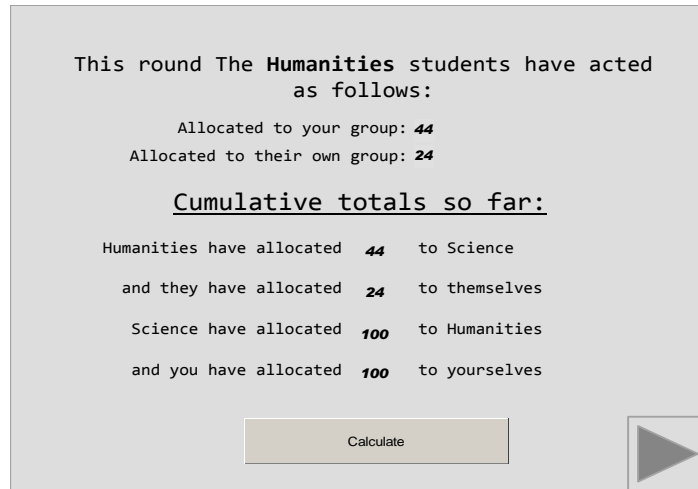 This round The Humanities students have acted
as follows:
Allocated to your group: 44
Allocated to their own group: 24
Cumulative totals so far:
Humanities have allocated 44 to Science
and they have allocated 24 to themselves
Science have allocated 100 to Humanities
and you have allocated 100 to yourselves
Calculate